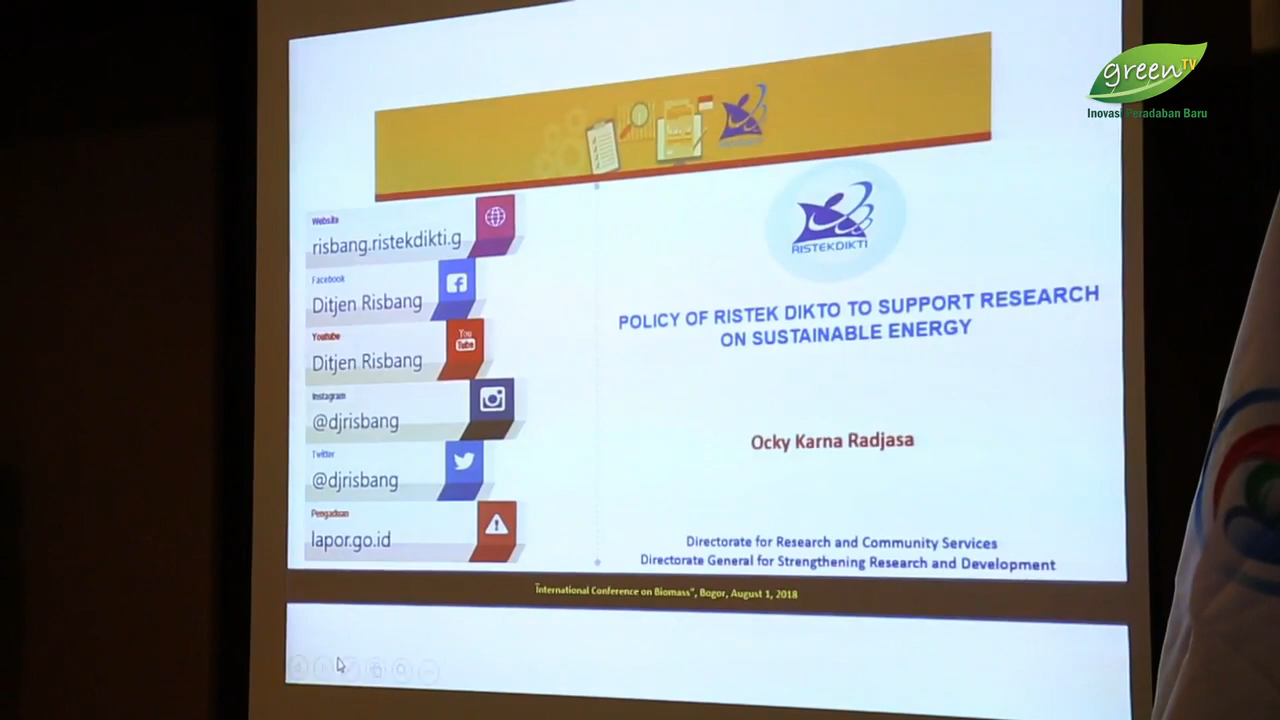 green TV
Inovasi Peradaban Baru
Website
risbang.ristekdikti.g
Facebook
Ditjen Risbang
Youtube
You
Tube
Ditjen Risbang
Instagram
@djrisbang
Twitter
@djrisbang
Pengaduan
lapor.go.id
RISTEKDIKTI
POLICY OF RISTEK DIKTO TO SUPPORT RESEARCH
ON SUSTAINABLE ENERGY
Ocky Karna Radjasa
Directorate for Research and Community Services
Directorate General for Strengthening Research and Development
"International Conference on Biomass", Bogor, August 1, 2018